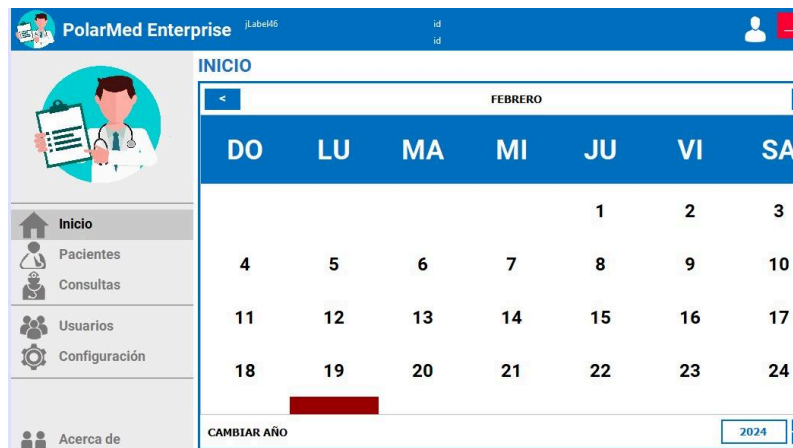 PolarMed Enterprise jLabel46 id
id
INICIO
< FEBRERO
DO LU MA MI JU VI SA
1 2 3
Inicio
Pacientes
4 5 6 7 8 9 10
Consultas
11 12 13 14 15 16 17
Usuarios
Configuración
18 19 20 21 22 23 24
CAMBIAR AÑO 2024
Acerca de